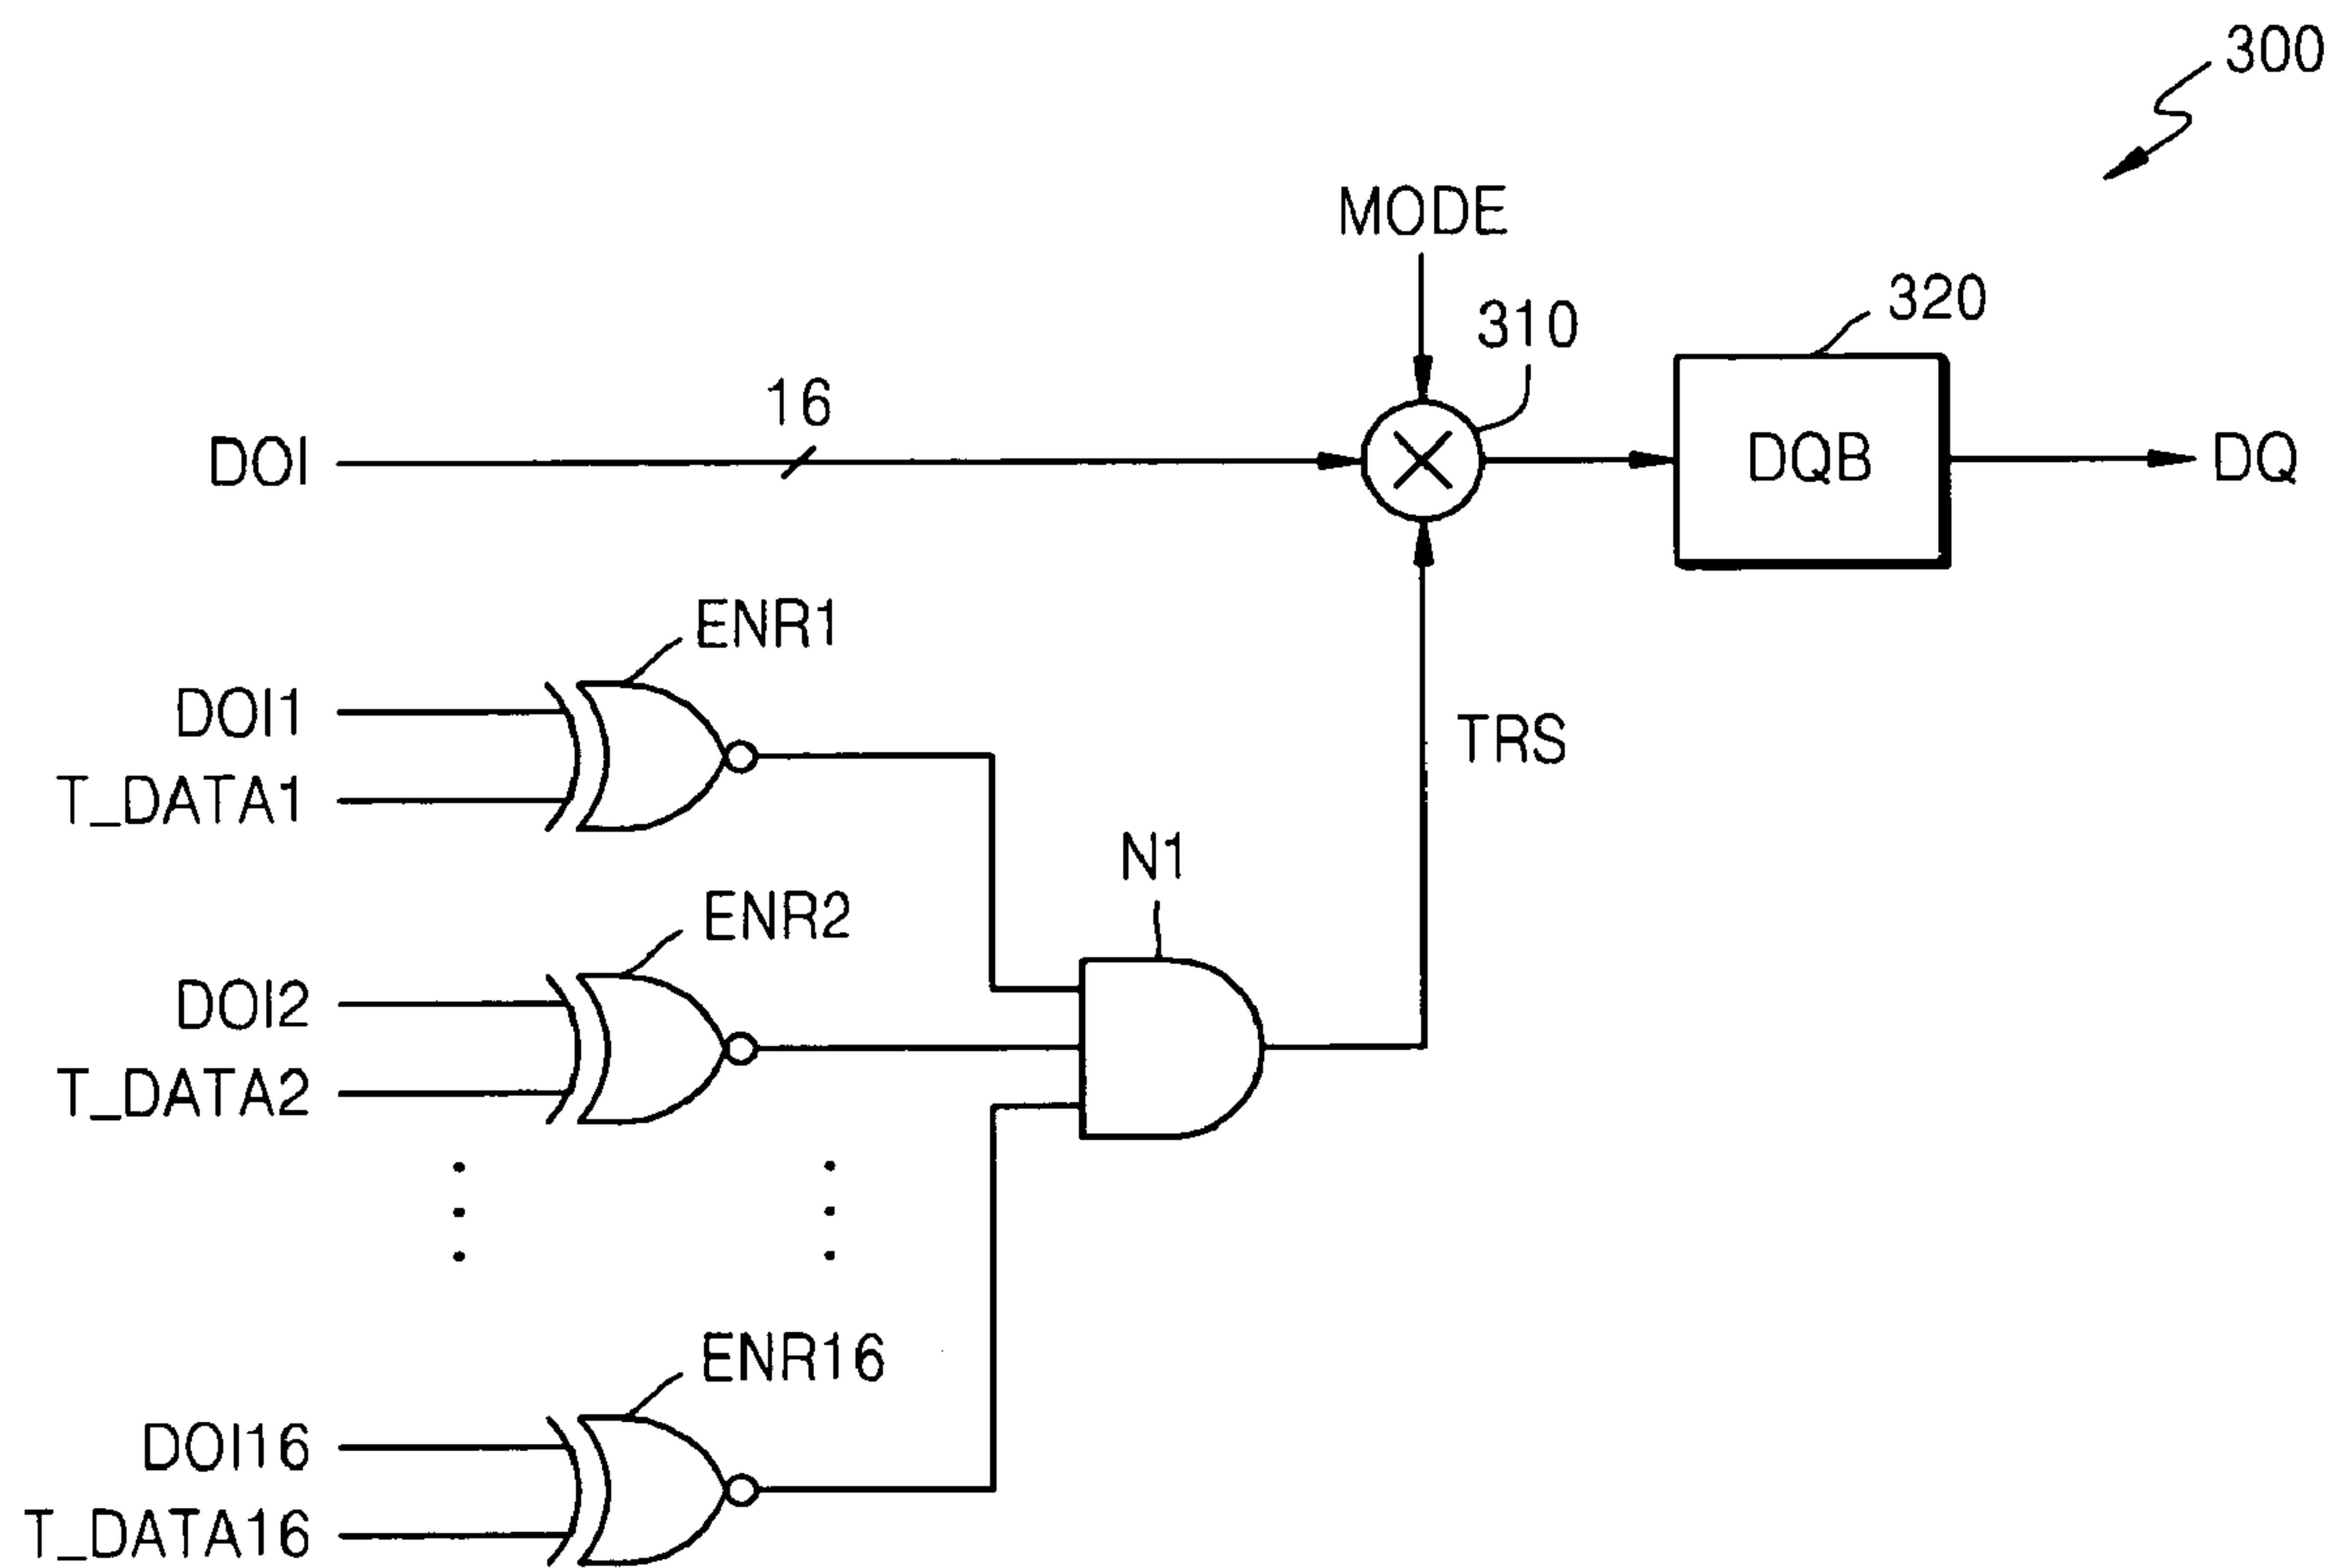 300
MODE
310
320
16
DOI
DQB
DQ
ENR1
DOI1
T_DATA1
TRS
N1
ENR2
DOI2
T_DATA2
ENR16
DOI16
T_DATA16